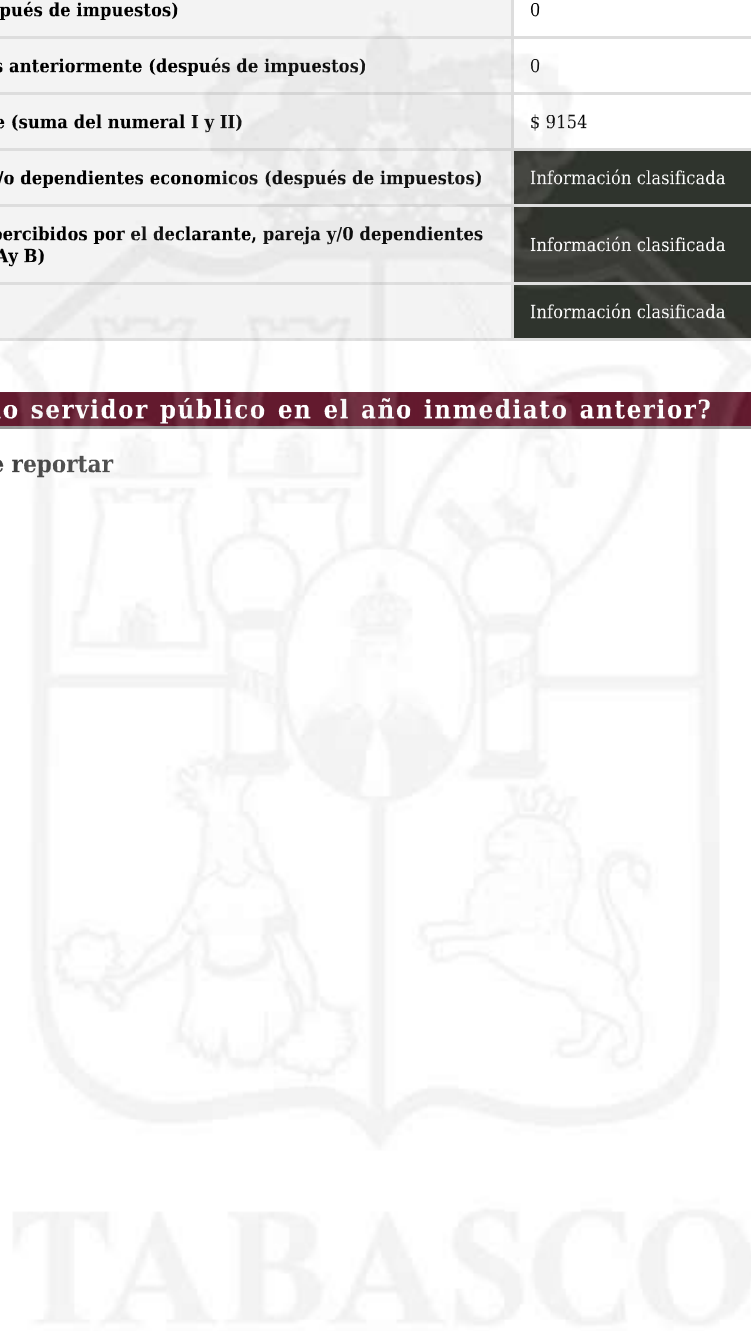 pués de impuestos)
0
s anteriormente (después de impuestos)
0
e (suma del numeral I y II)
$ 9154
/o dependientes economicos (después de impuestos)
Información clasificada
percibidos por el declarante, pareja y/0 dependientes
Ay B)
Información clasificada
Información clasificada
o servidor público en el año inmediato anterior?
e reportar
TABASCO